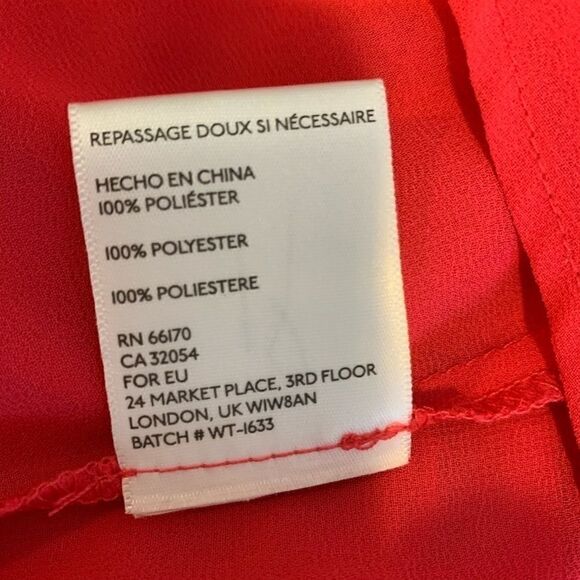 REPASSAGE DOUX SI NÉCESSAIRE
HECHO EN CHINA
100% POLIÉSTER
100% POLYESTER
100% POLIESTERE
RN 66170
CA 32054
FOR EU
24 MARKET PLACE, 3RD FLOOR
LONDON, UK W1W8AN
BATCH # WT-1633